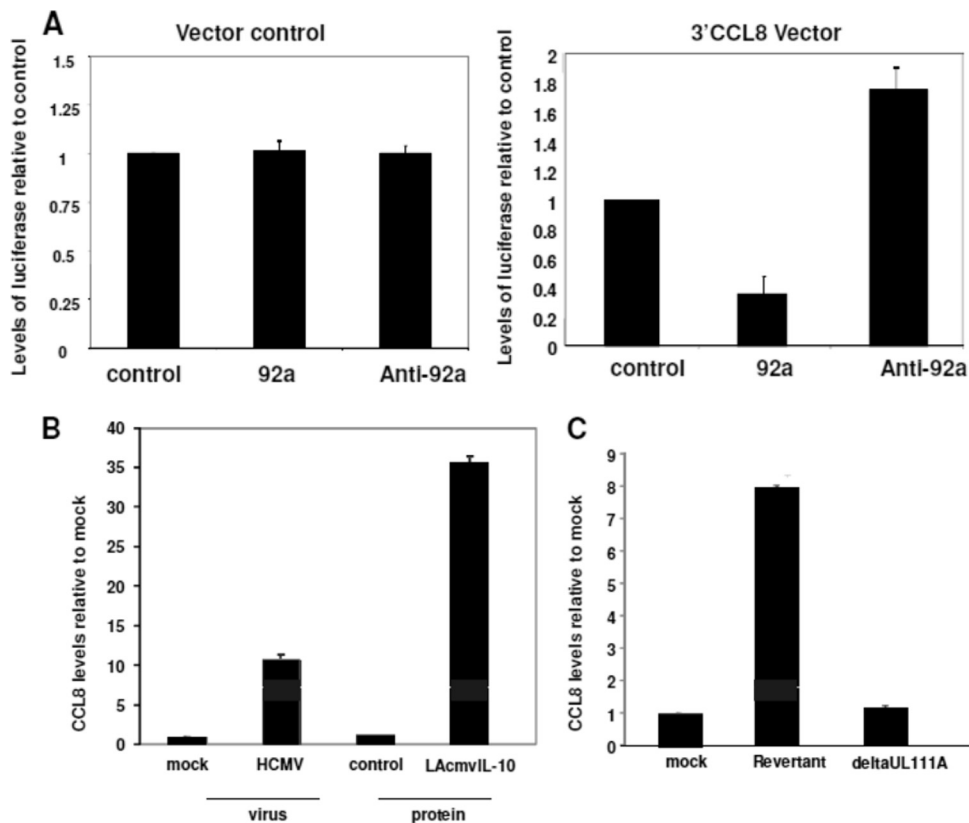 A
Vector control
Levels of luciferase relative to control
1.5
1.25
1
0.75
0.5
0.25
0
control 92a Anti-92a
3'CCL8 Vector
Levels of luciferase relative to control
2
1.8
1.6
1.4
1.2
1
0.8
0.6
0.4
0.2
0
control 92a Anti-92a
B
CCL8 levels relative to mock
40
35
30
25
20
15
10
5
0
mock HCMV control LAcmvIL-10
virus protein
C
CCL8 levels relative to mock
9
8
7
6
5
4
3
2
1
0
mock Revertant deltaUL111A